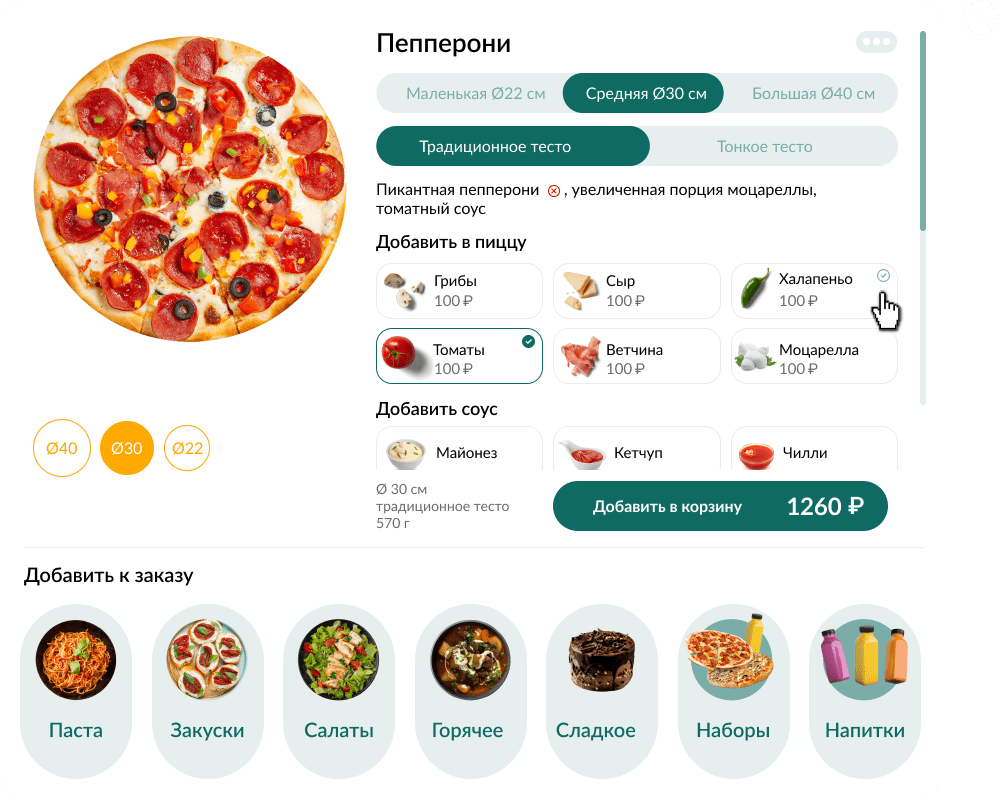 Пепперони
Маленькая Ø22 см
Средняя Ø30 см
Большая Ø40 см
Традиционное тесто
Тонкое тесто
Пикантная пепперони , увеличенная порция моцареллы,
томатный соус
Добавить в пиццу
Грибы
100 ₽
Сыр
100 ₽
Халапеньо
100 ₽
Томаты
100 ₽
Ветчина
100 ₽
Моцарелла
100 ₽
Добавить соус
Майонез
Кетчуп
Чилли
Ø40
Ø30
Ø22
Ø 30 см
традиционное тесто
570 г
Добавить в корзину 1260 ₽
Добавить к заказу
Паста
Закуски
Салаты
Горячее
Сладкое
Наборы
Напитки